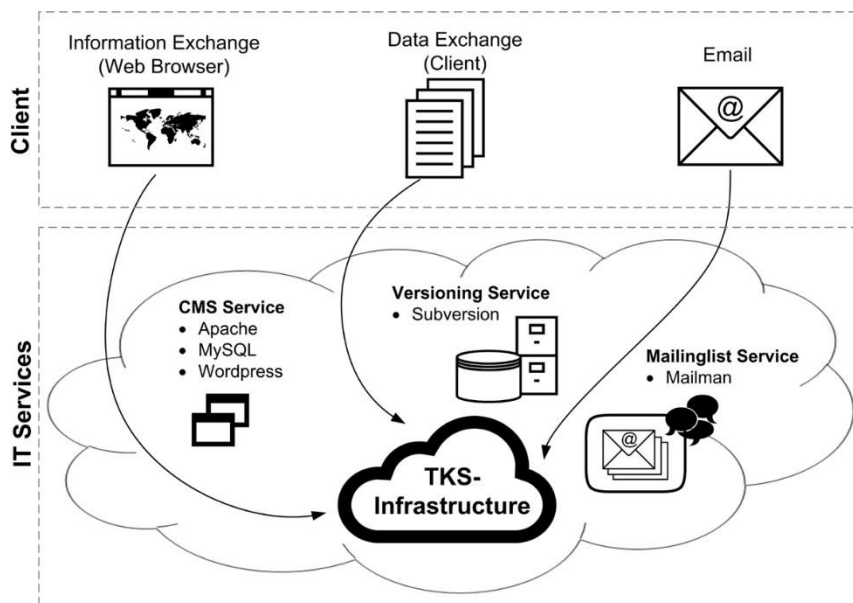 Client
Information Exchange
(Web Browser)
Data Exchange
(Client)
Email
@
IT Services
CMS Service
• Apache
• MySQL
• Wordpress
Versioning Service
• Subversion
Mailinglist Service
• Mailman
@
TKS-
Infrastructure